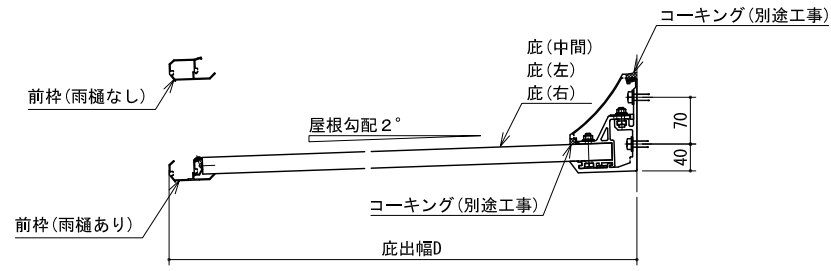 コーキング(別途工事)
庇(中間)
庇(左)
庇(右)
前枠(雨樋なし)
屋根勾配2°
70
40
コーキング(別途工事)
前枠(雨樋あり)
庇出幅D